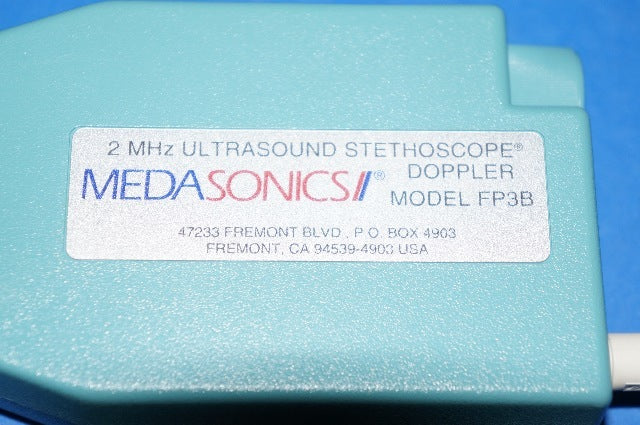 2 MHz ULTRASOUND STETHOSCOPE®
MEDASONICS® DOPPLER
MODEL FP3B
47233 FREMONT BLVD., P.O. BOX 4903
FREMONT, CA 94539-4903 USA